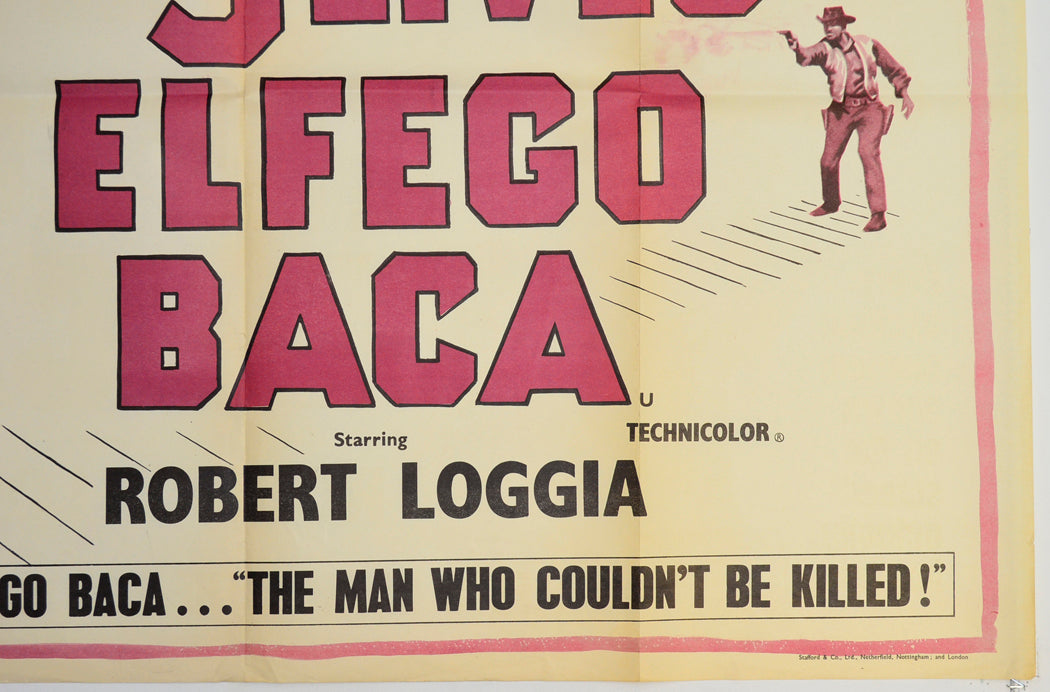 ELFEGO
BACA
U
TECHNICOLOR ®
Starring
ROBERT LOGGIA
GO BACA... “THE MAN WHO COULDN'T BE KILLED!”
Stafford & Co., Ltd., Netherfield, Nottingham; and London